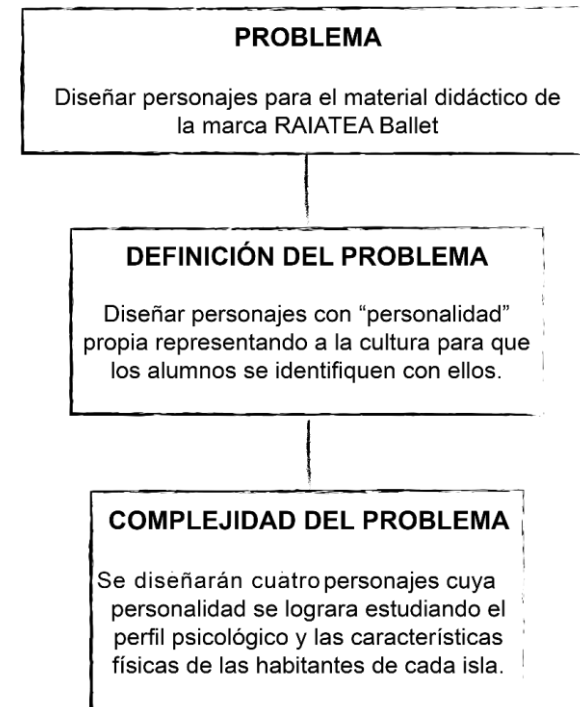 PROBLEMA
Diseñar personajes para el material didáctico de
la marca RAIATEA Ballet
DEFINICIÓN DEL PROBLEMA
Diseñar personajes con “personalidad”
propia representando a la cultura para que
los alumnos se identifiquen con ellos.
COMPLEJIDAD DEL PROBLEMA
Se diseñarán cuatro personajes cuya
personalidad se lograra estudiando el
perfil psicológico y las características
físicas de las habitantes de cada isla.